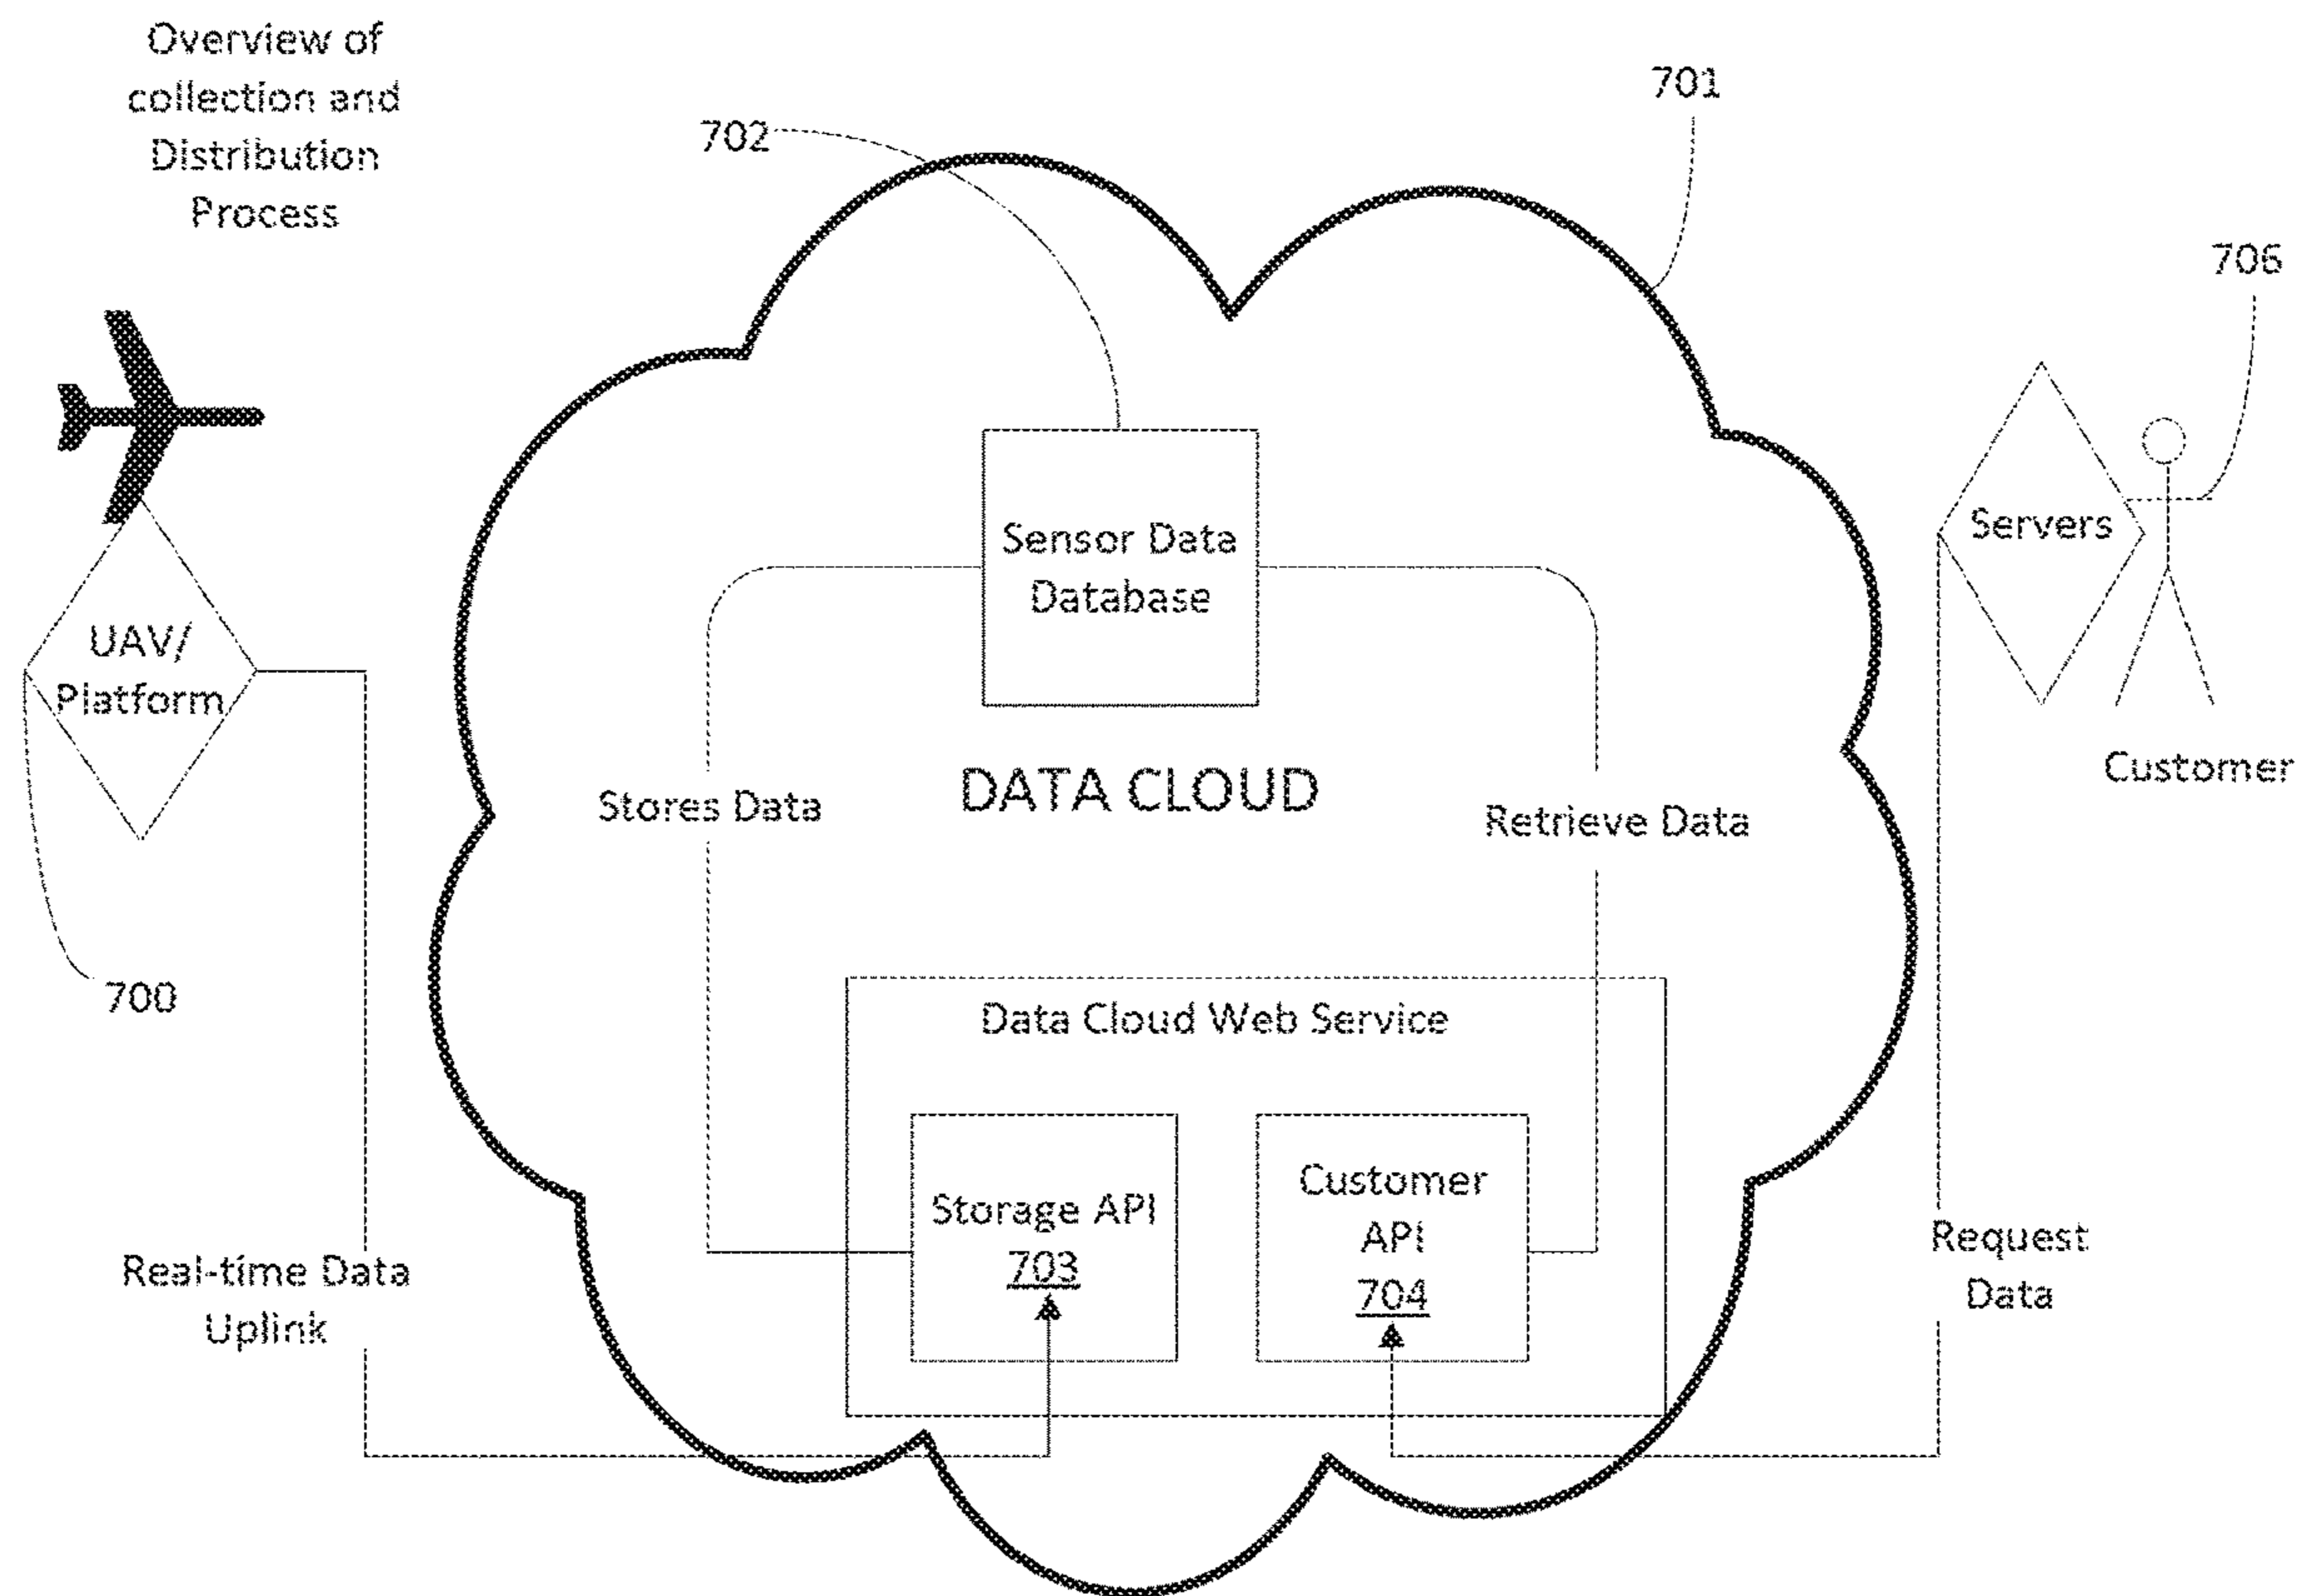 Overview of
collection and
Distribution
Process
702
701
706
Sensor Data
Database
Servers
UAV/
Platform
Customer
DATA CLOUD
Stores Data
Retrieve Data
700
Data Cloud Web Service
Storage API
703
Customer
API
704
Real-time Data
Uplink
Request
Data